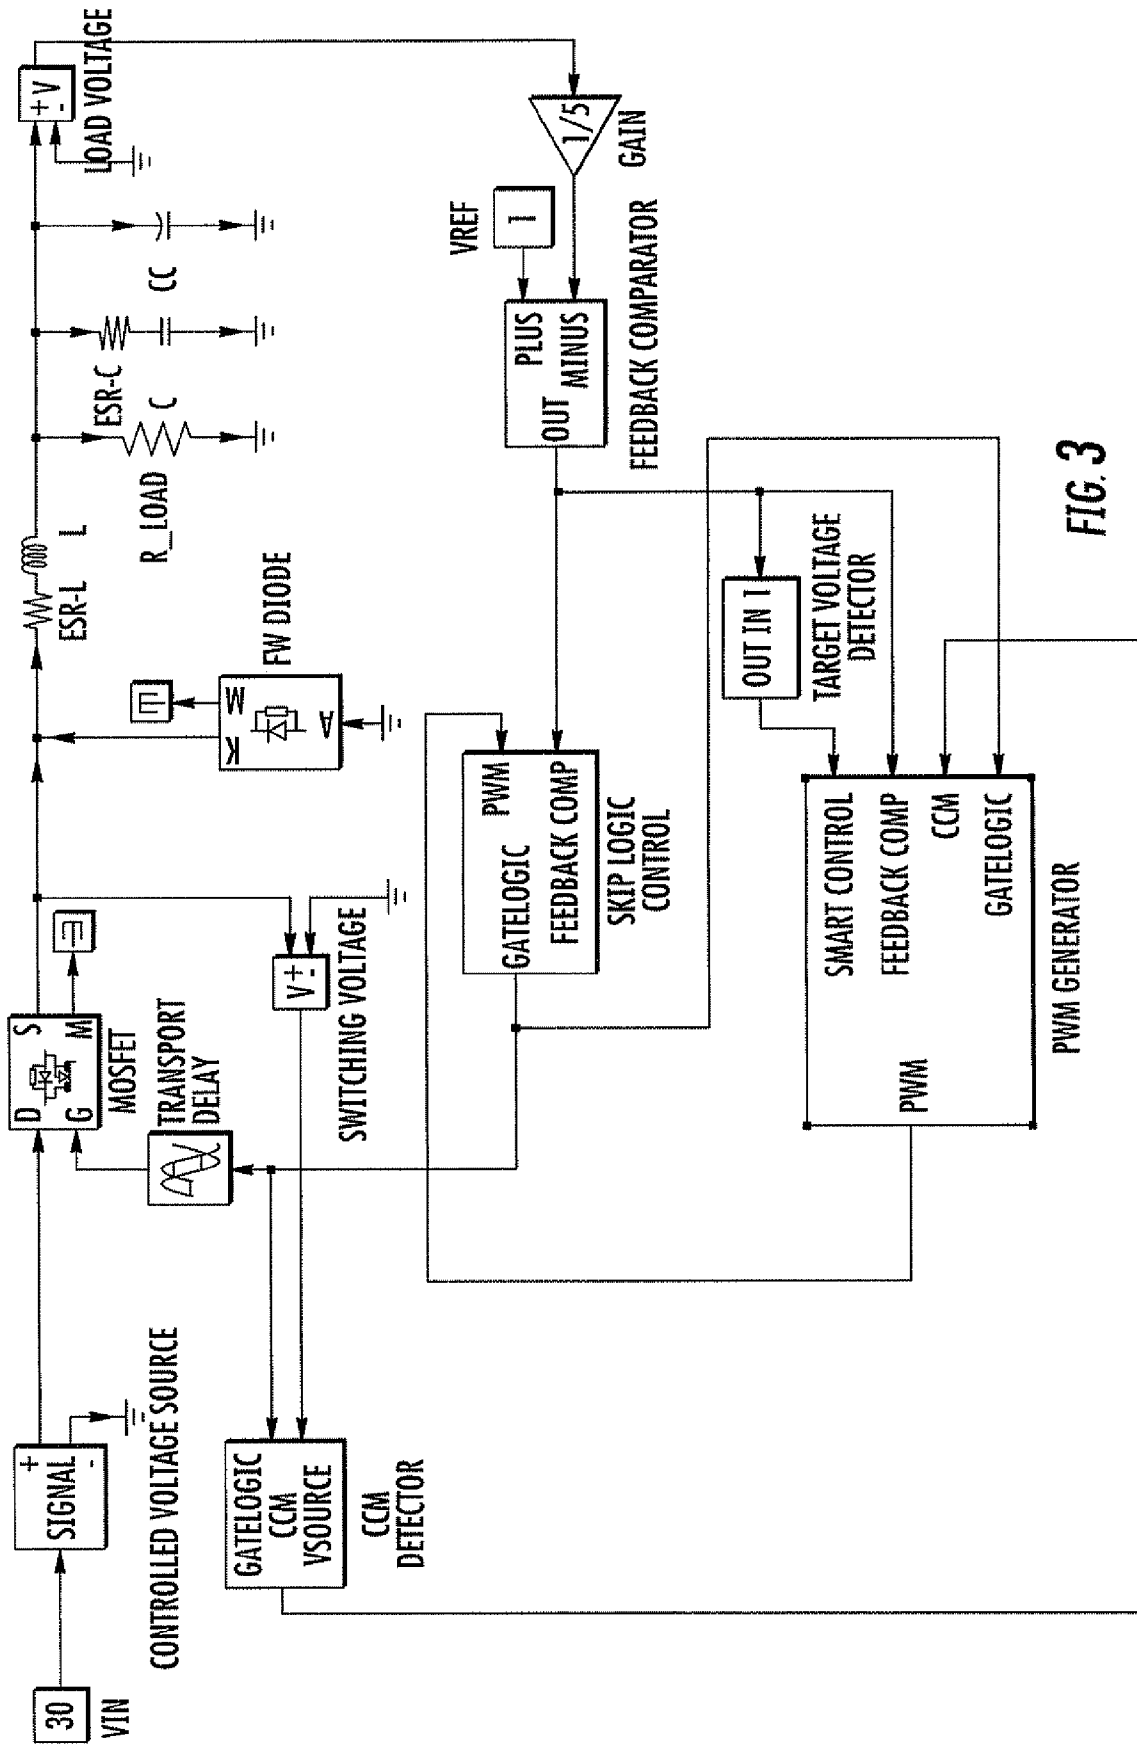 30
VIN
+
SIGNAL
-
CONTROLLED VOLTAGE SOURCE
D
S
G
M
MOSFET
TRANSPORT
DELAY
V
+
-
SWITCHING VOLTAGE
GATELOGIC
CCM
VSOURCE
CCM
DETECTOR
K
M
A
FW DIODE
ESR-L
L
R_LOAD
ESR-C
C
CC
+
-
V
LOAD VOLTAGE
1/5
GAIN
VREF
1
PLUS
OUT
MINUS
FEEDBACK COMPARATOR
PWM
GATELOGIC
FEEDBACK COMP
SKIP LOGIC
CONTROL
OUT IN 1
TARGET VOLTAGE
DETECTOR
SMART CONTROL
FEEDBACK COMP
PWM
CCM
GATELOGIC
PWM GENERATOR
FIG. 3